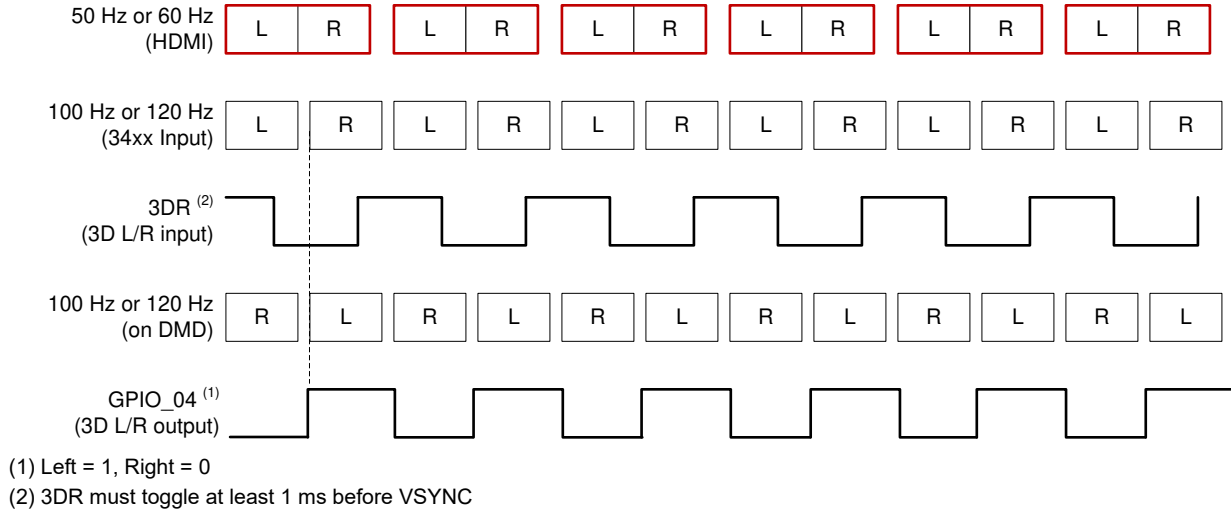 50 Hz or 60 Hz
(HDMI)
L R L R L R L R L R L R
100 Hz or 120 Hz
(34xx Input)
L R L R L R L R L R L R
3DR (2)
(3D L/R input)
100 Hz or 120 Hz
(on DMD)
R L R L R L R L R L R L
GPIO_04 (1)
(3D L/R output)
(1) Left = 1, Right = 0
(2) 3DR must toggle at least 1 ms before VSYNC